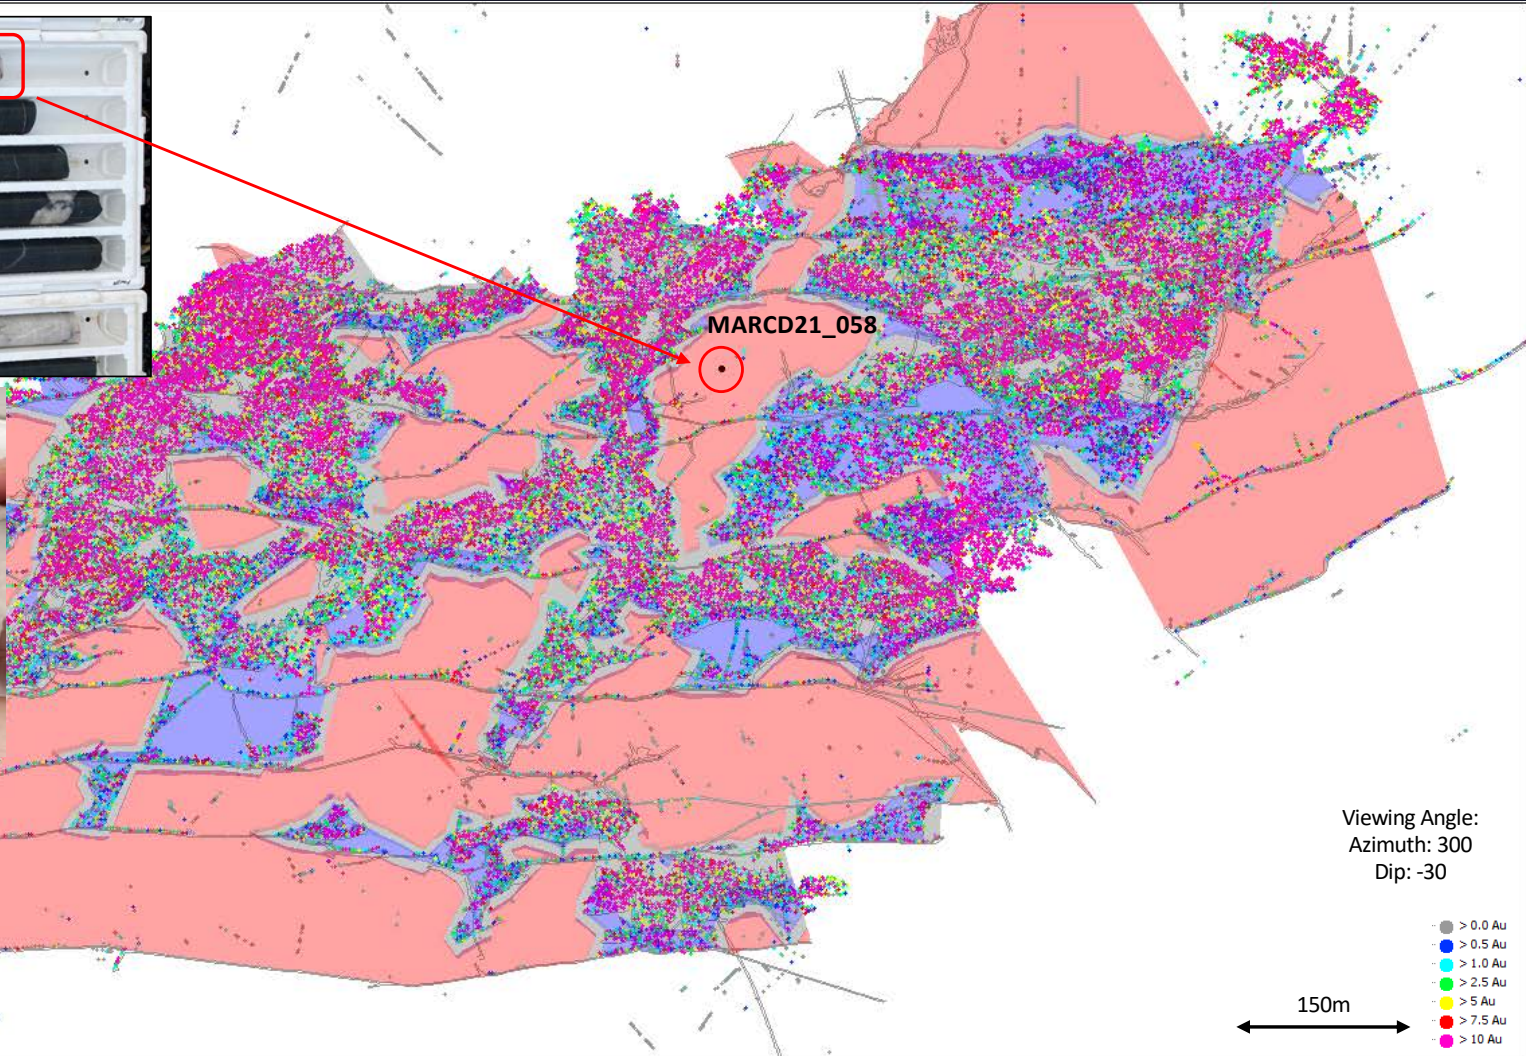 MARCD21_058
Viewing Angle:
Azimuth: 300
Dip: -30
> 0.0 Au
> 0.5 Au
> 1.0 Au
> 2.5 Au
> 5 Au
> 7.5 Au
> 10 Au
150m